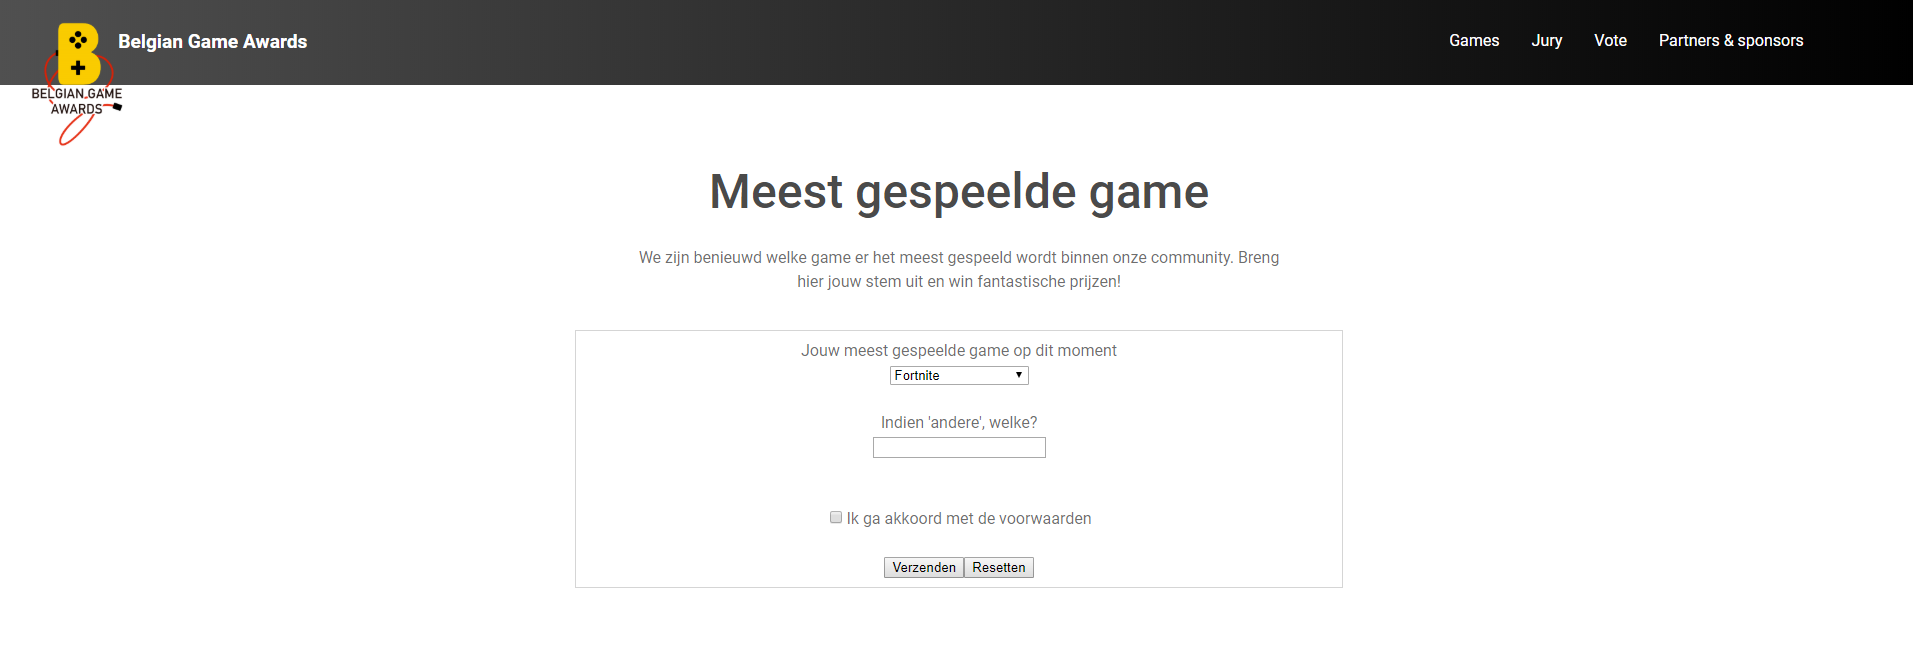 Belgian Game Awards
Games
Jury
Vote
Partners & sponsors
BELGIAN GAME
AWARDS
Meest gespeelde game
We zijn benieuwd welke game er het meest gespeeld wordt binnen onze community. Breng
hier jouw stem uit en win fantastische prijzen!
Jouw meest gespeelde game op dit moment
Fortnite
Indien 'andere', welke?
Ik ga akkoord met de voorwaarden
Verzenden
Resetten